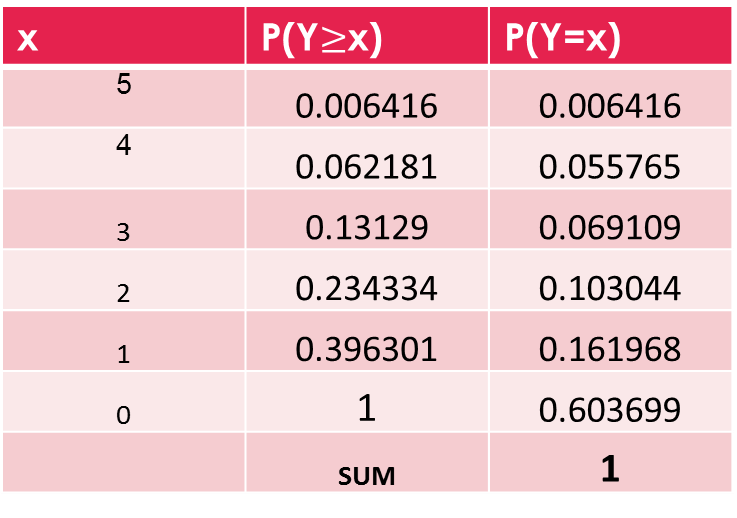 x P(Y≥x) P(Y=x)
5 0.006416 0.006416
4 0.062181 0.055765
3 0.13129 0.069109
2 0.234334 0.103044
1 0.396301 0.161968
0 1 0.603699
SUM 1